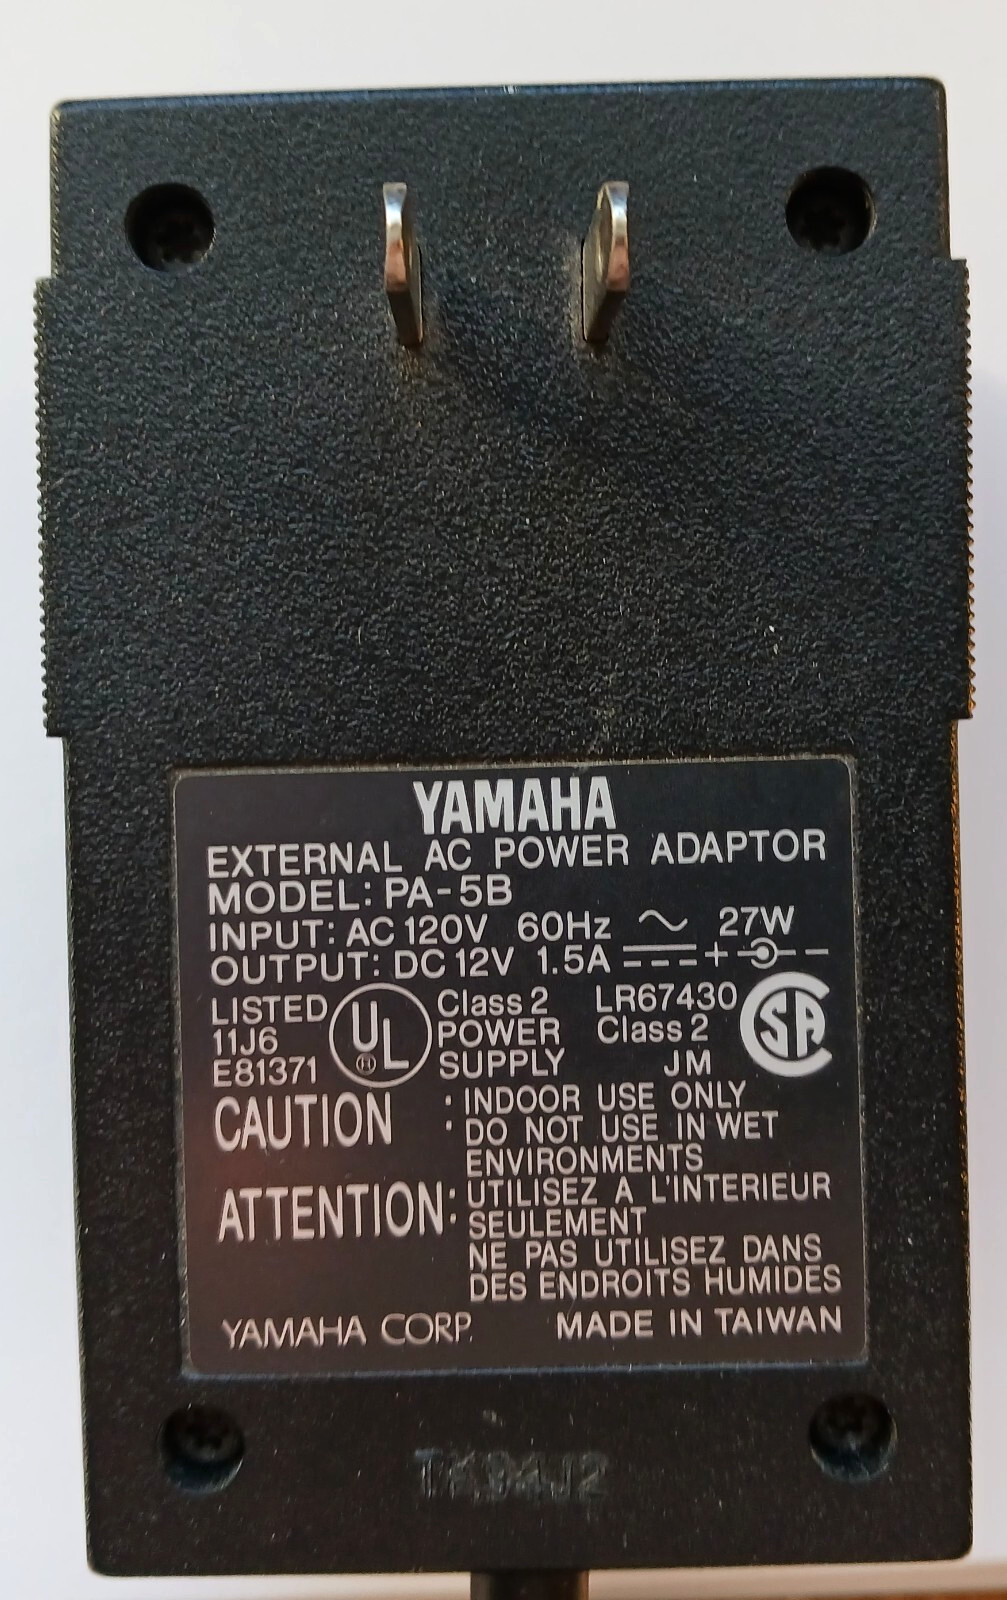 YAMAHA
EXTERNAL AC POWER ADAPTOR
MODEL: PA-5B
INPUT: AC 120V 60Hz 27W
OUTPUT: DC 12V 1.5A + -
LISTED UL Class 2 LR67430 SA
11J6 POWER Class 2
E81371 SUPPLY JM
CAUTION : INDOOR USE ONLY
· DO NOT USE IN WET
ENVIRONMENTS
ATTENTION: UTILISEZ A L'INTERIEUR
· SEULEMENT
NE PAS UTILISEZ DANS
DES ENDROITS HUMIDES
YAMAHA CORP. MADE IN TAIWAN